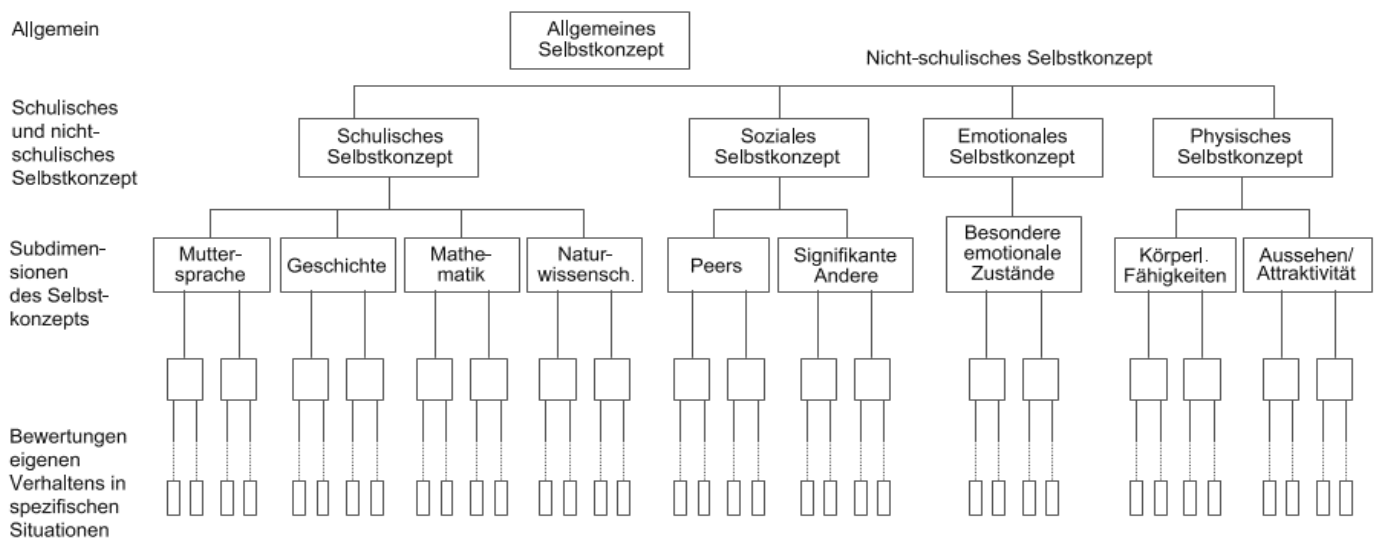 Allgemein
Allgemeines
Selbstkonzept
Nicht-schulisches Selbstkonzept
Schulisches
und nicht-
schulisches
Selbstkonzept
Schulisches
Selbstkonzept
Soziales
Selbstkonzept
Emotionales
Selbstkonzept
Physisches
Selbstkonzept
Subdimen-
sionen
des Selbst-
konzepts
Mutter-
sprache
Geschichte
Mathe-
matik
Natur-
wissensch.
Peers
Signifikante
Andere
Besondere
emotionale
Zustände
Körperl.
Fähigkeiten
Aussehen/
Attraktivität
Bewertungen
eigenen
Verhaltens in
spezifischen
Situationen